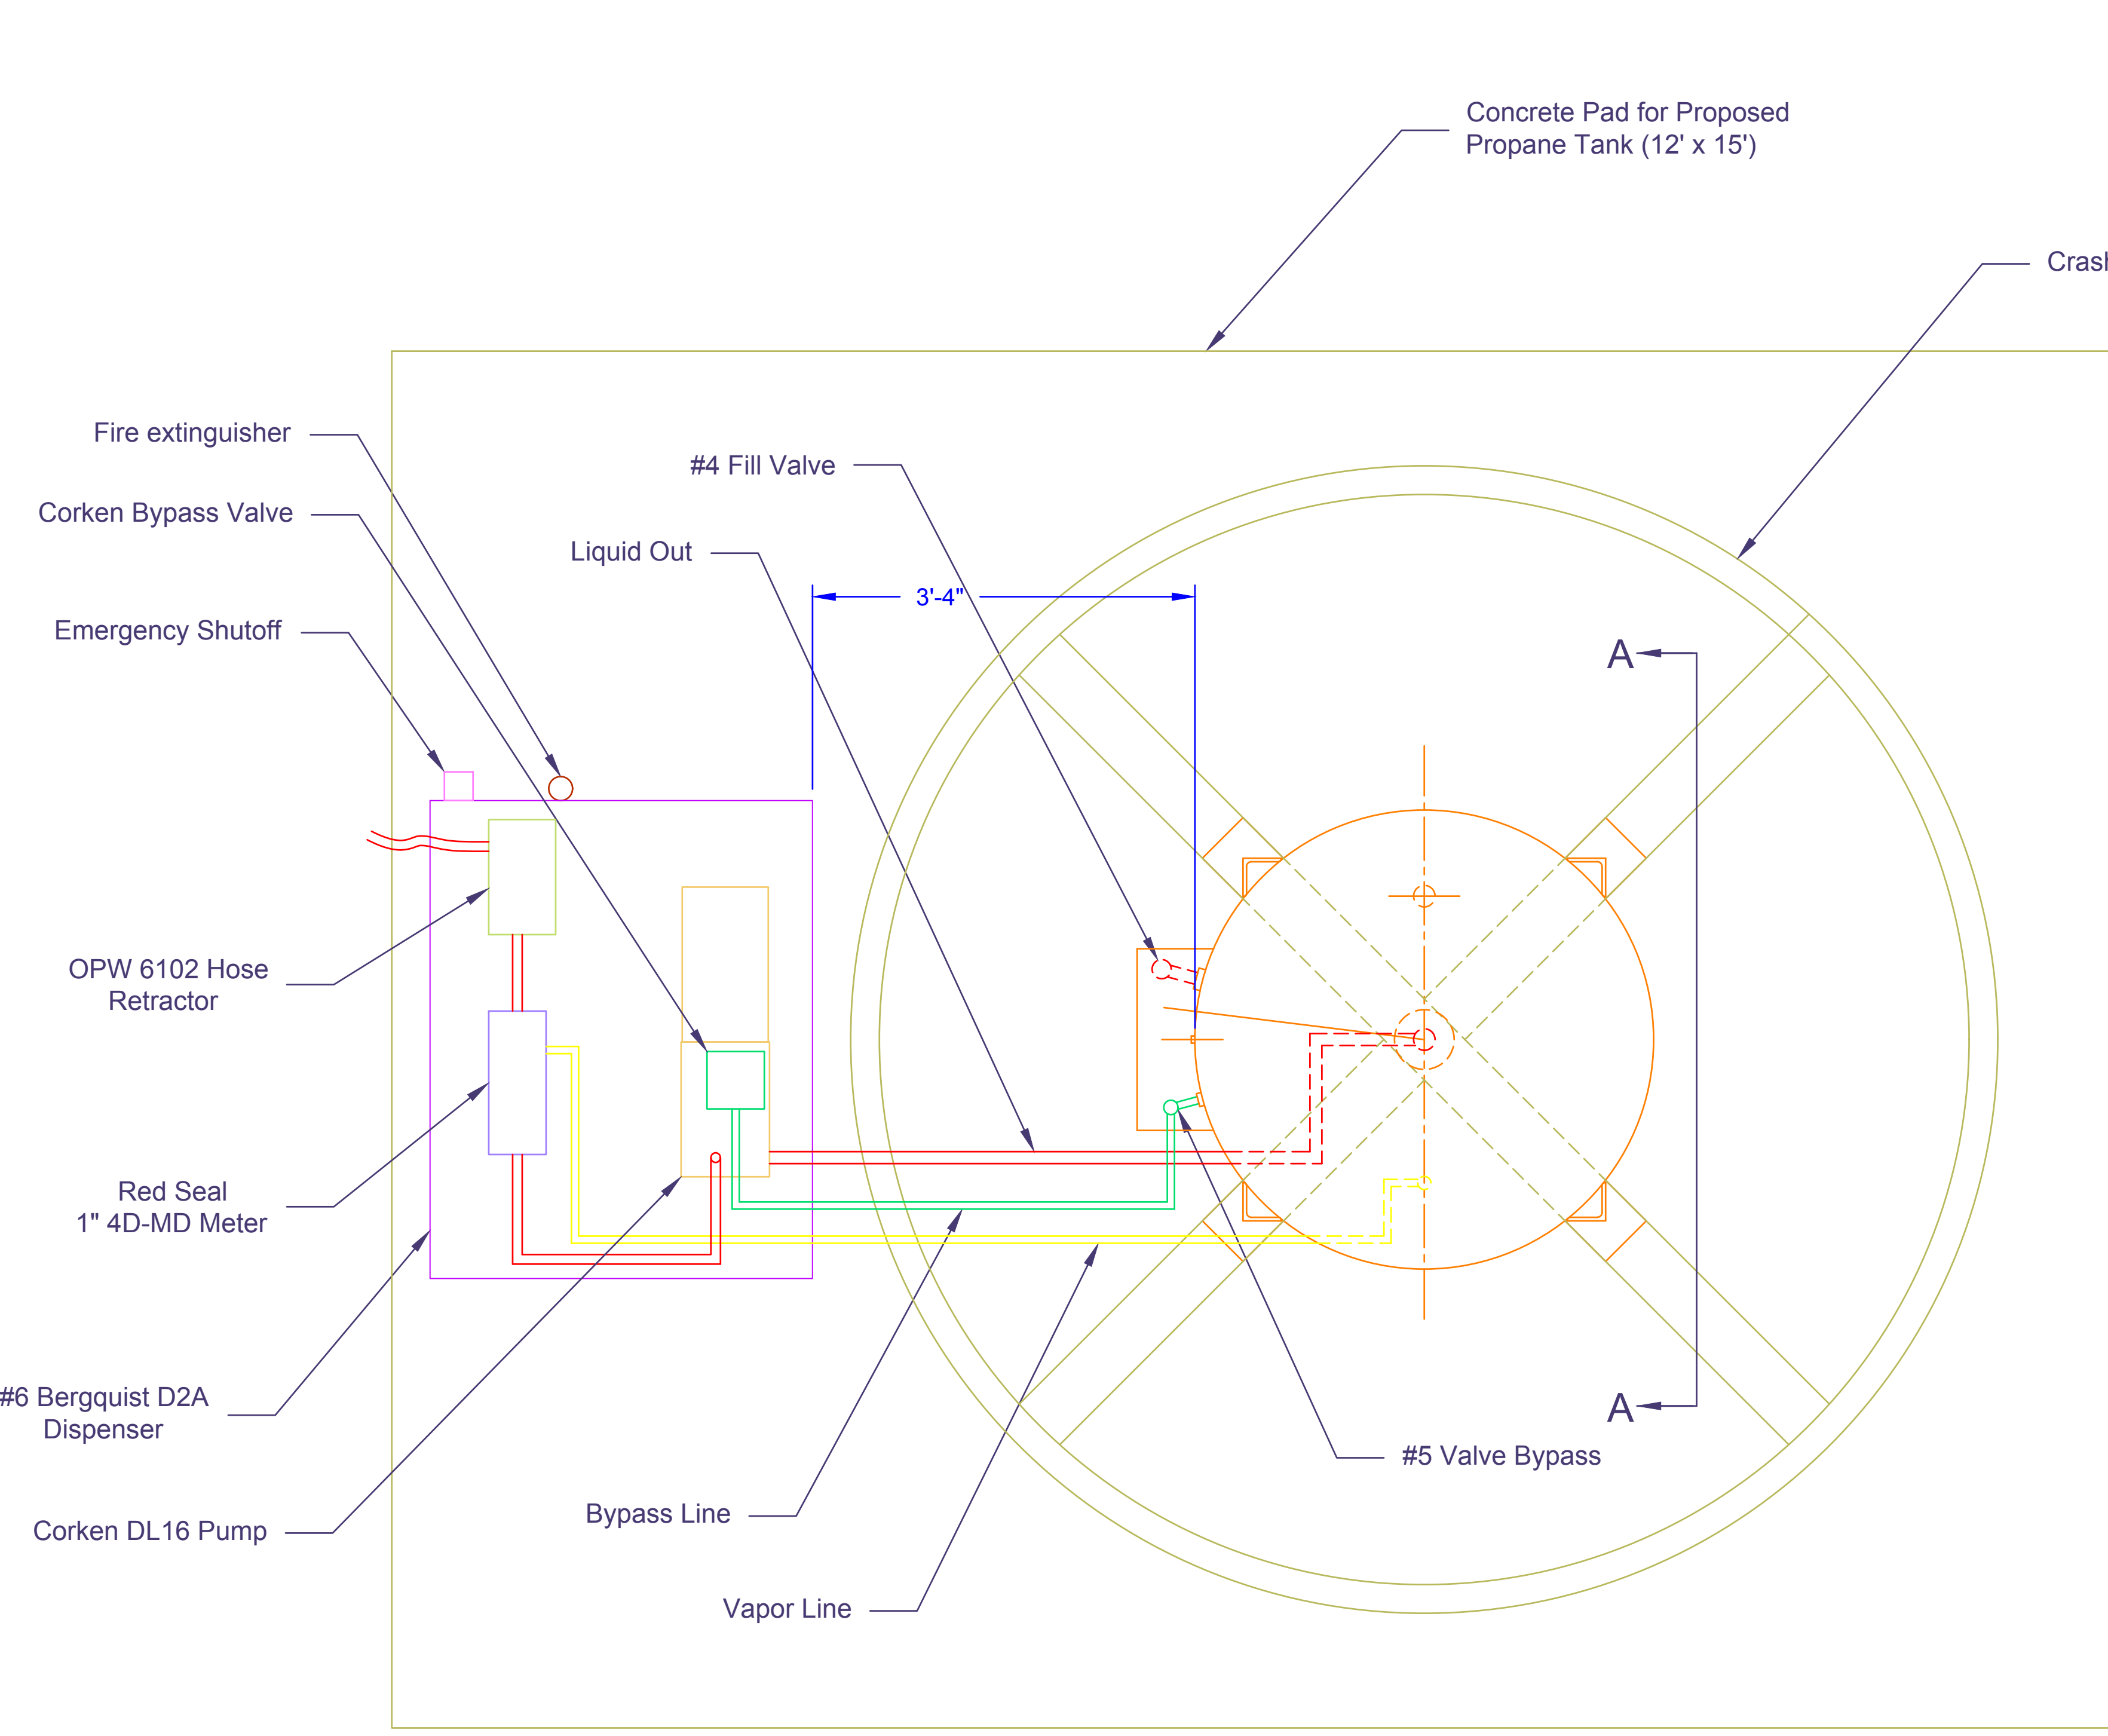 Concrete Pad for Proposed
Propane Tank (12' x 15')
Crash
Fire extinguisher
#4 Fill Valve
Corken Bypass Valve
Liquid Out
3'-4"
Emergency Shutoff
A
OPW 6102 Hose
Retractor
Red Seal
1" 4D-MD Meter
#6 Bergquist D2A
Dispenser
A
#5 Valve Bypass
Bypass Line
Corken DL16 Pump
Vapor Line